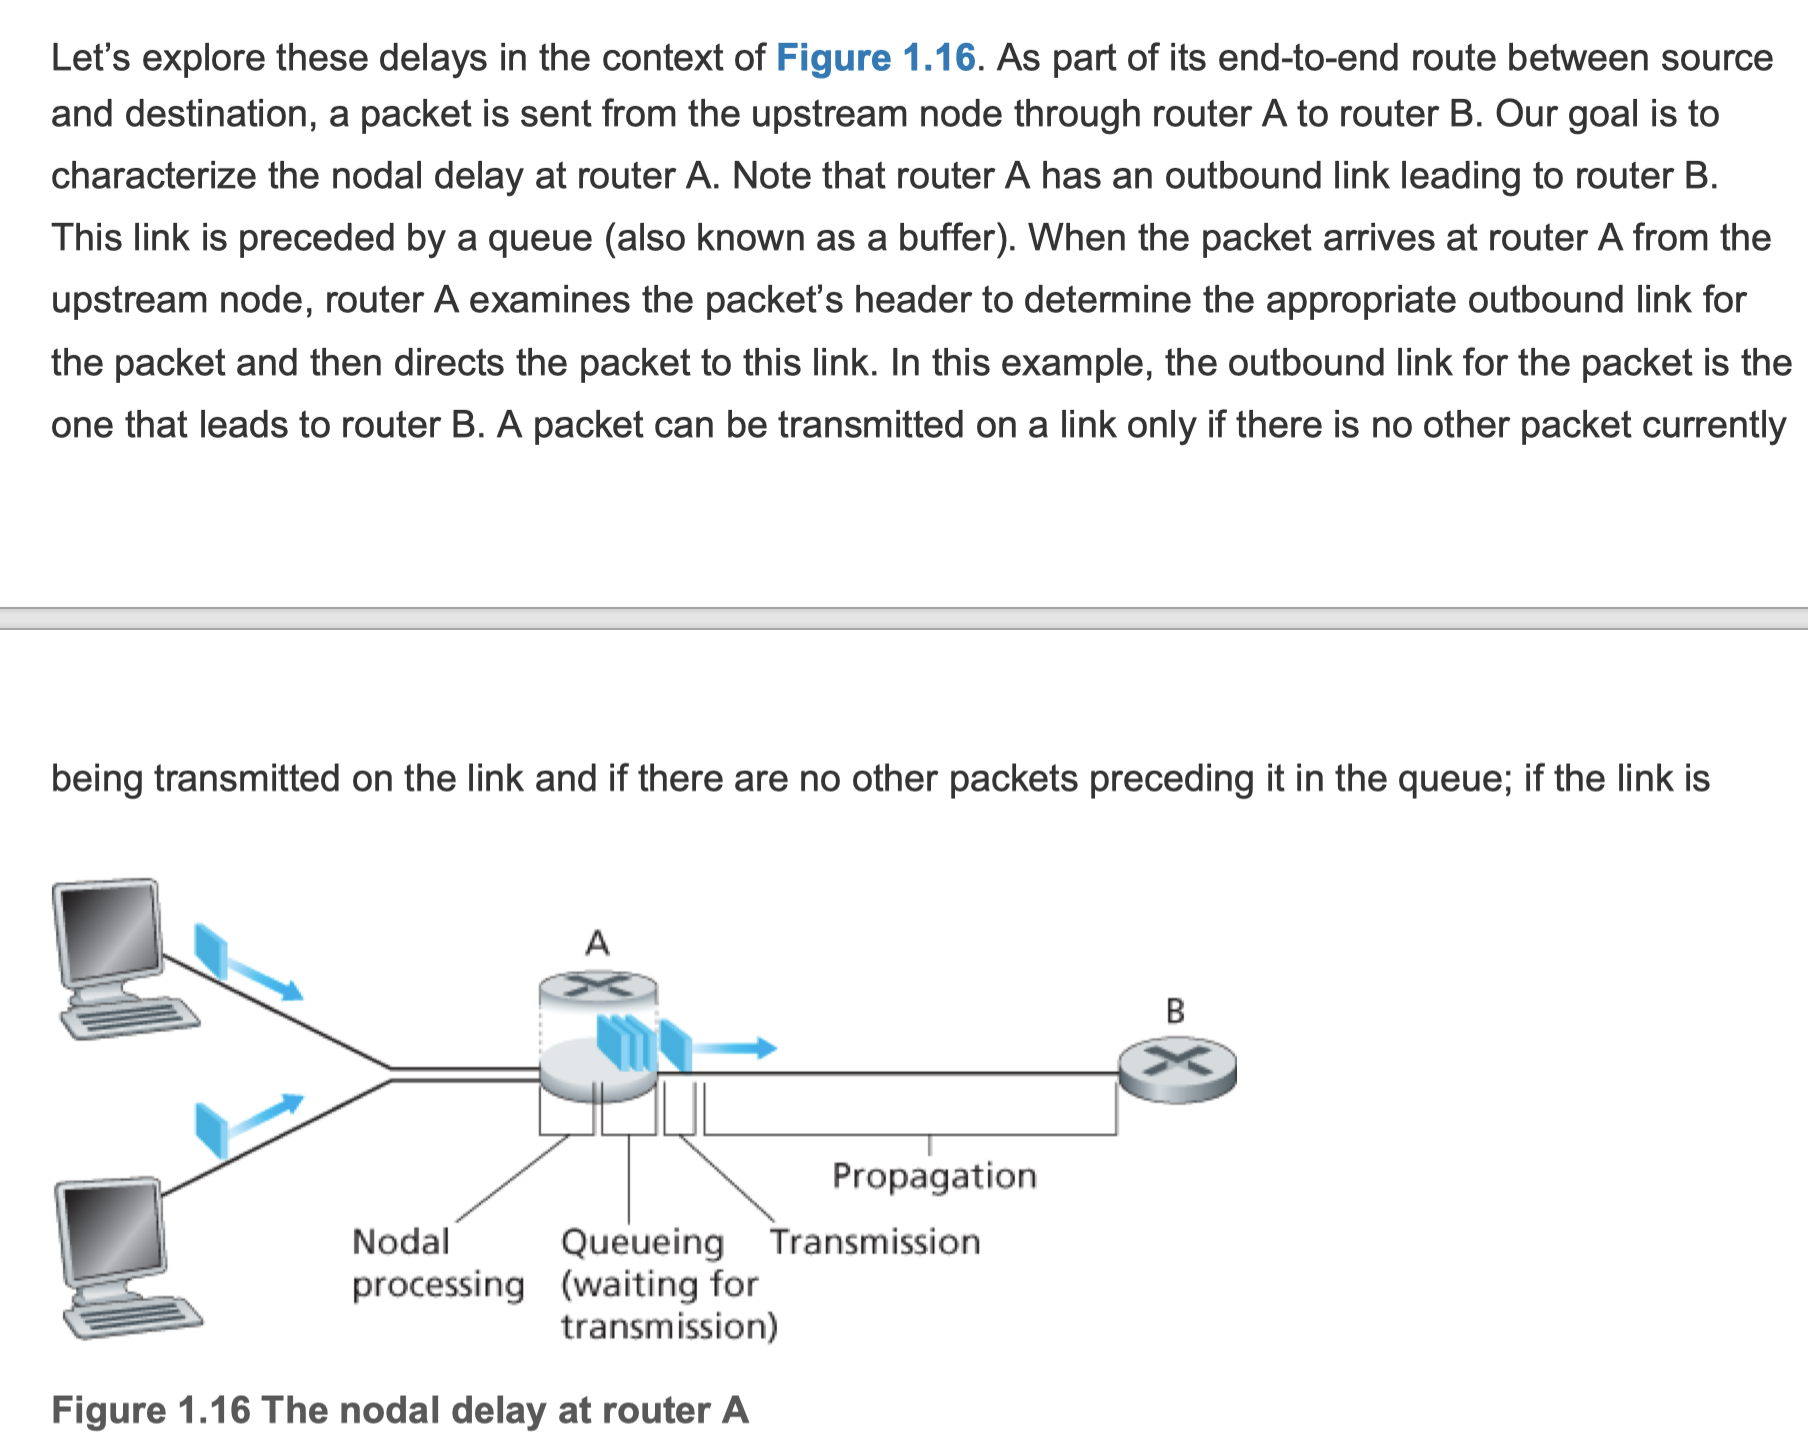 Let’s explore these delays in the context of Figure 1.16. As part of its end-to-end route between source
and destination, a packet is sent from the upstream node through router A to router B. Our goal is to
characterize the nodal delay at router A. Note that router A has an outbound link leading to router B.
This link is preceded by a queue (also known as a buffer). When the packet arrives at router A from the
upstream node, router A examines the packet’s header to determine the appropriate outbound link for
the packet and then directs the packet to this link. In this example, the outbound link for the packet is the
one that leads to router B. A packet can be transmitted on a link only if there is no other packet currently
being transmitted on the link and if there are no other packets preceding it in the queue; if the link is
A
B
Propagation
Nodal
processing
Queueing
(waiting for
transmission)
Transmission
Figure 1.16 The nodal delay at router A